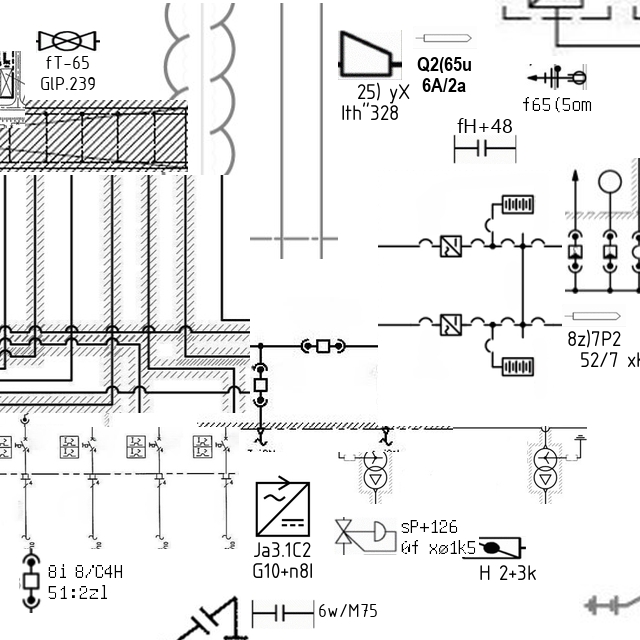 fT-65
GlP.239
25) yX
Ith"328
Q2(65u
6A/2a
f65(5om
fH+48
8z)7P2
52/7 xk
Ja3.1C2
G10+n8l
sP+126
0f xø1k5
H 2+3k
8i 8/C4H
51:2zl
6w/M75